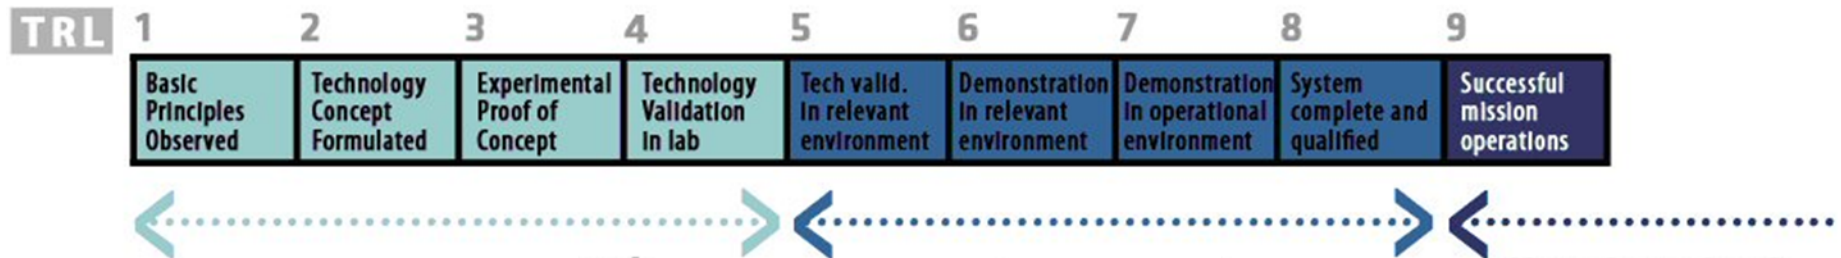 TRL 1 2 3 4 5 6 7 8 9
Basic
Principles
Observed
Technology
Concept
Formulated
Experimental
Proof of
Concept
Technology
Validation
in lab
Tech valid.
in relevant
environment
Demonstration
in relevant
environment
Demonstration
in operational
environment
System
complete and
qualified
Successful
mission
operations